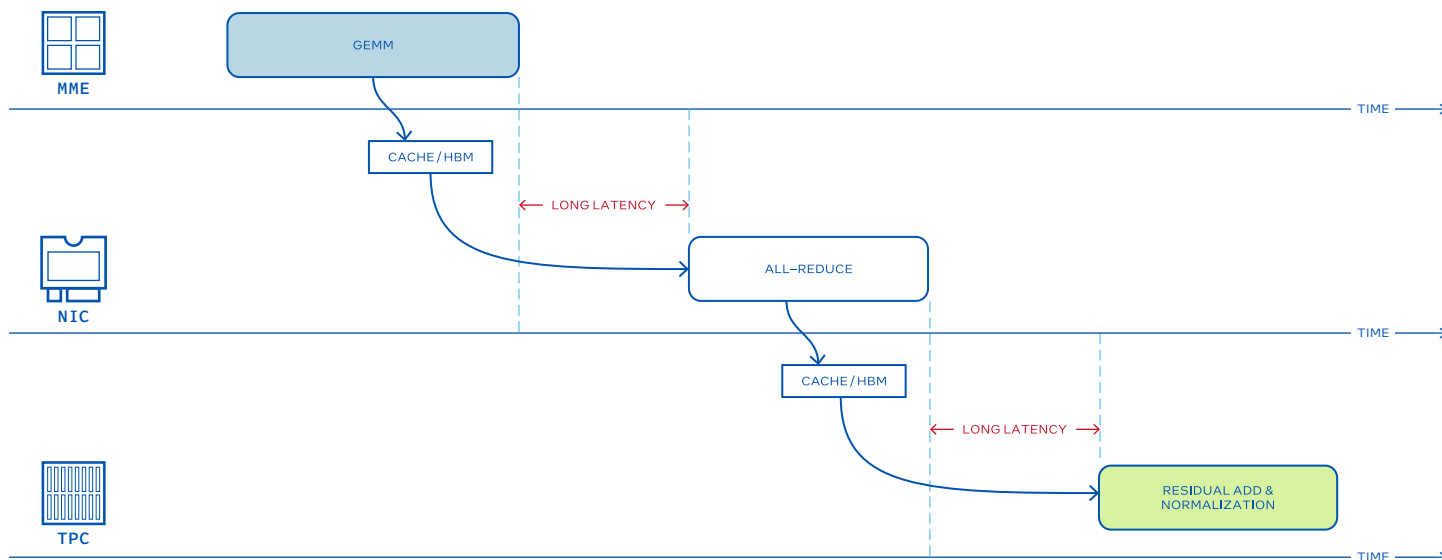 GEMM
MME
TIME
CACHE/HBM
LONG LATENCY
ALL–REDUCE
NIC
TIME
CACHE/HBM
LONG LATENCY
RESIDUAL ADD &
NORMALIZATION
TPC
TIME